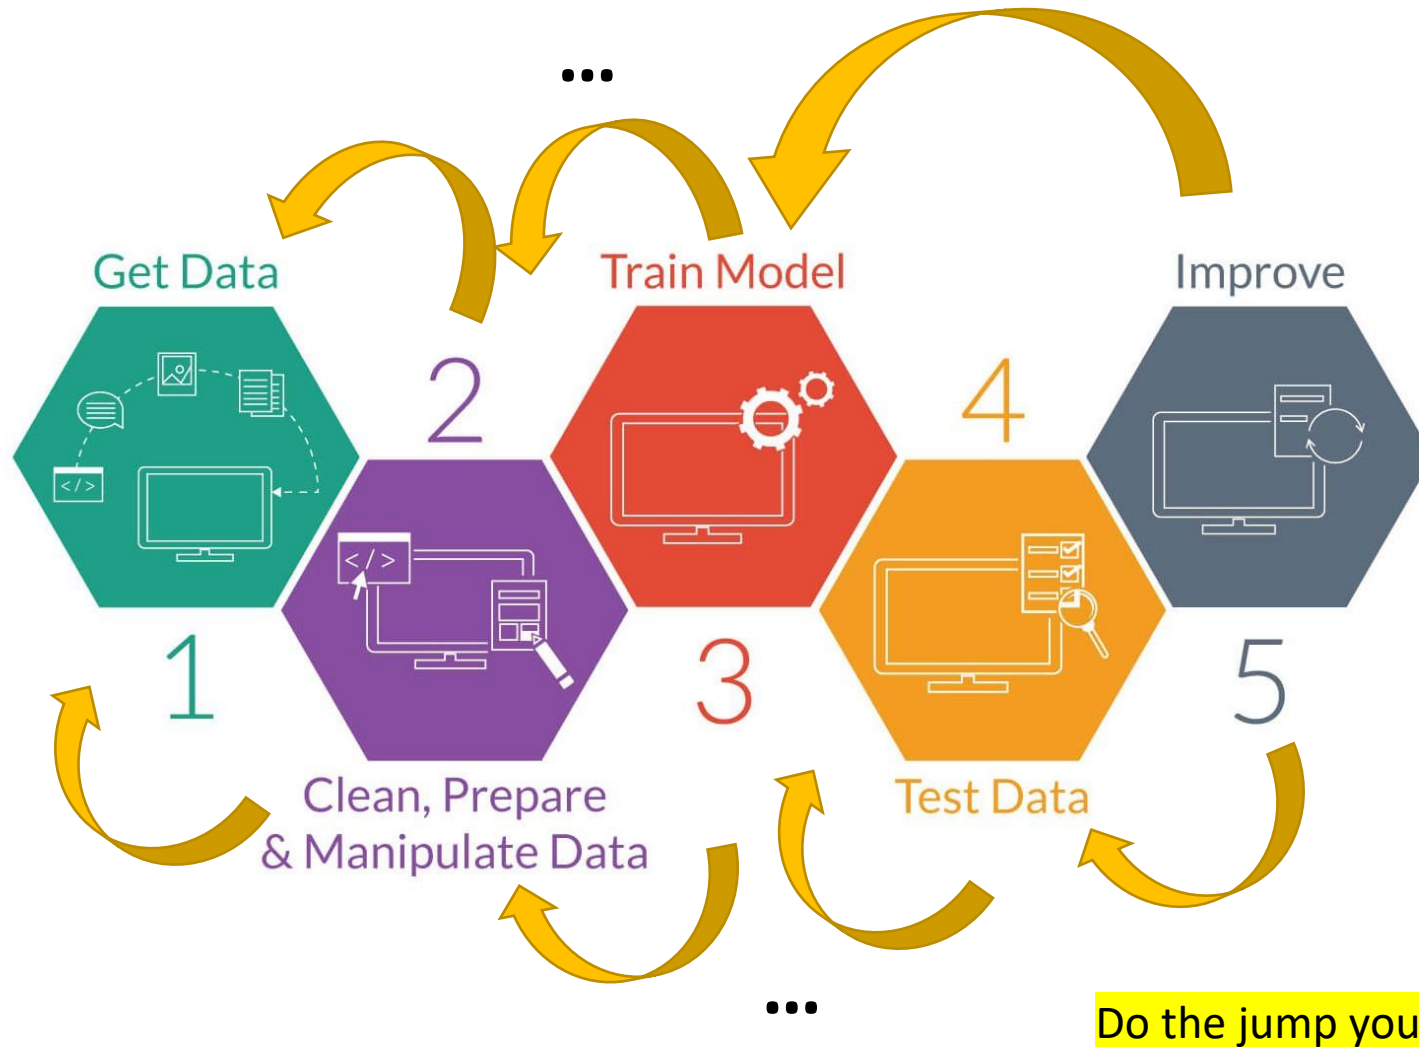 ...
Get Data
Train Model
Improve
2
4
</>
</>
1
3
5
Clean, Prepare
& Manipulate Data
Test Data
...
Do the jump you